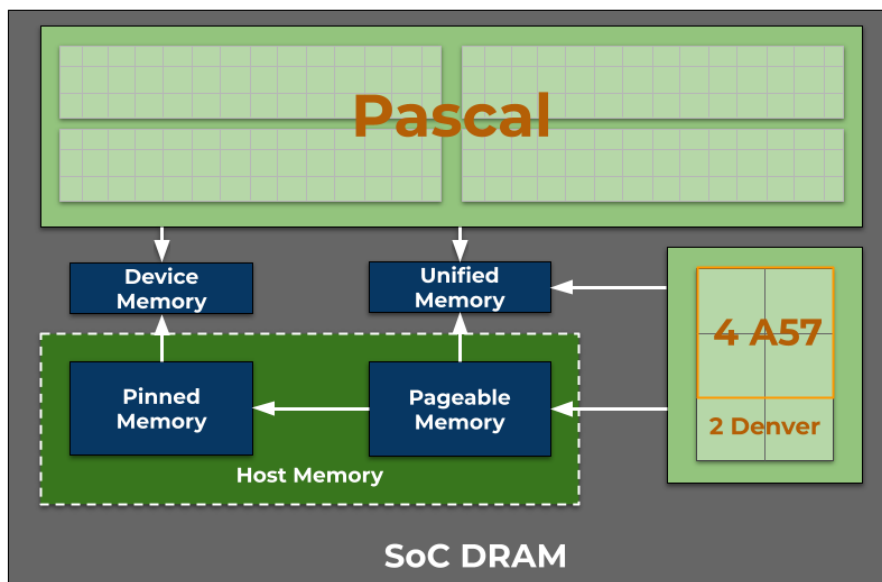 Pascal
Device
Memory
Unified
Memory
4 A57
2 Denver
Pinned
Memory
Pageable
Memory
Host Memory
SoC DRAM